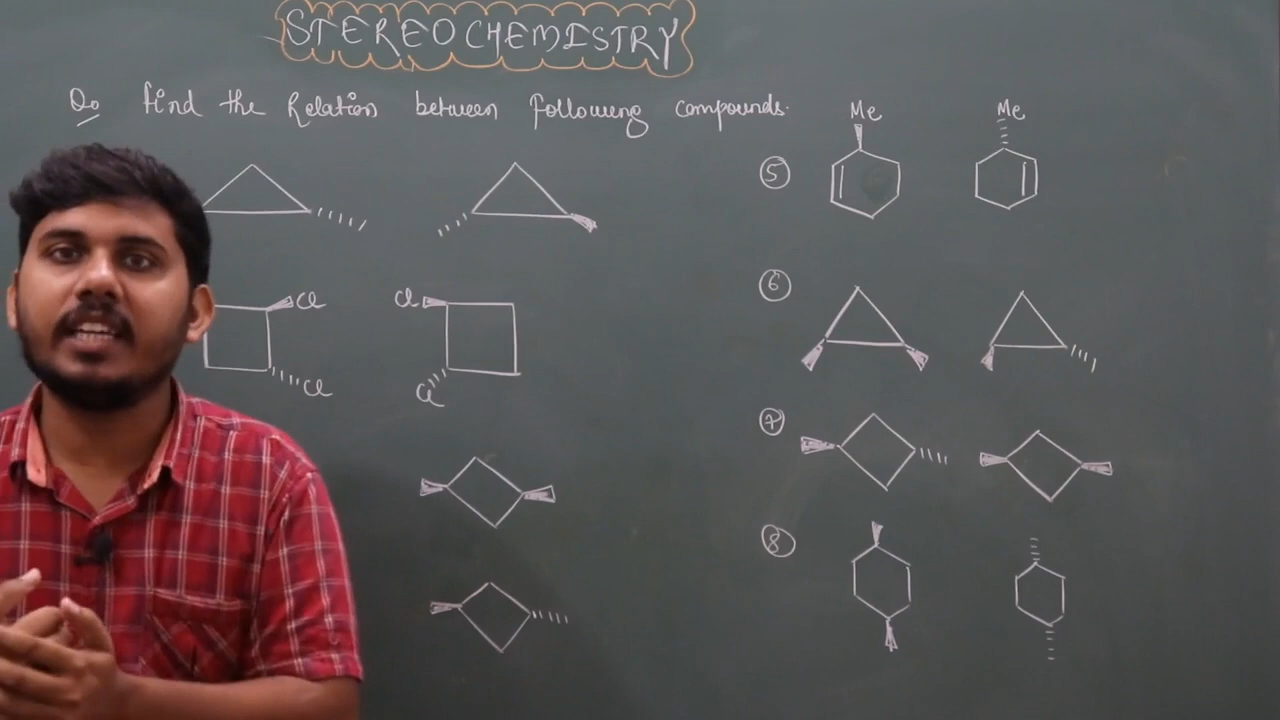 STEREOCHEMISTRY
Q. find the Relation between following compounds.
Me Me
5
6
Cl Cl
Cl Cl
7
8